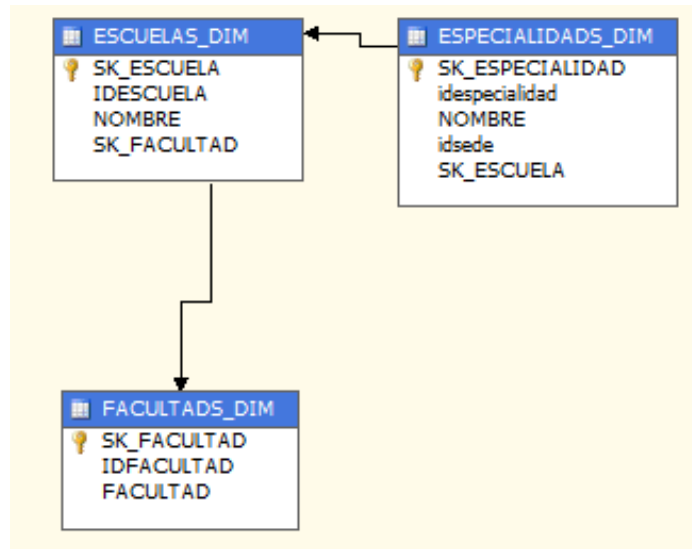 ESCUELAS_DIM
SK_ESCUELA
IDESCUELA
NOMBRE
SK_FACULTAD
ESPECIALIDADS_DIM
SK_ESPECIALIDAD
idespecialidad
NOMBRE
idsede
SK_ESCUELA
FACULTADS_DIM
SK_FACULTAD
IDFACULTAD
FACULTAD